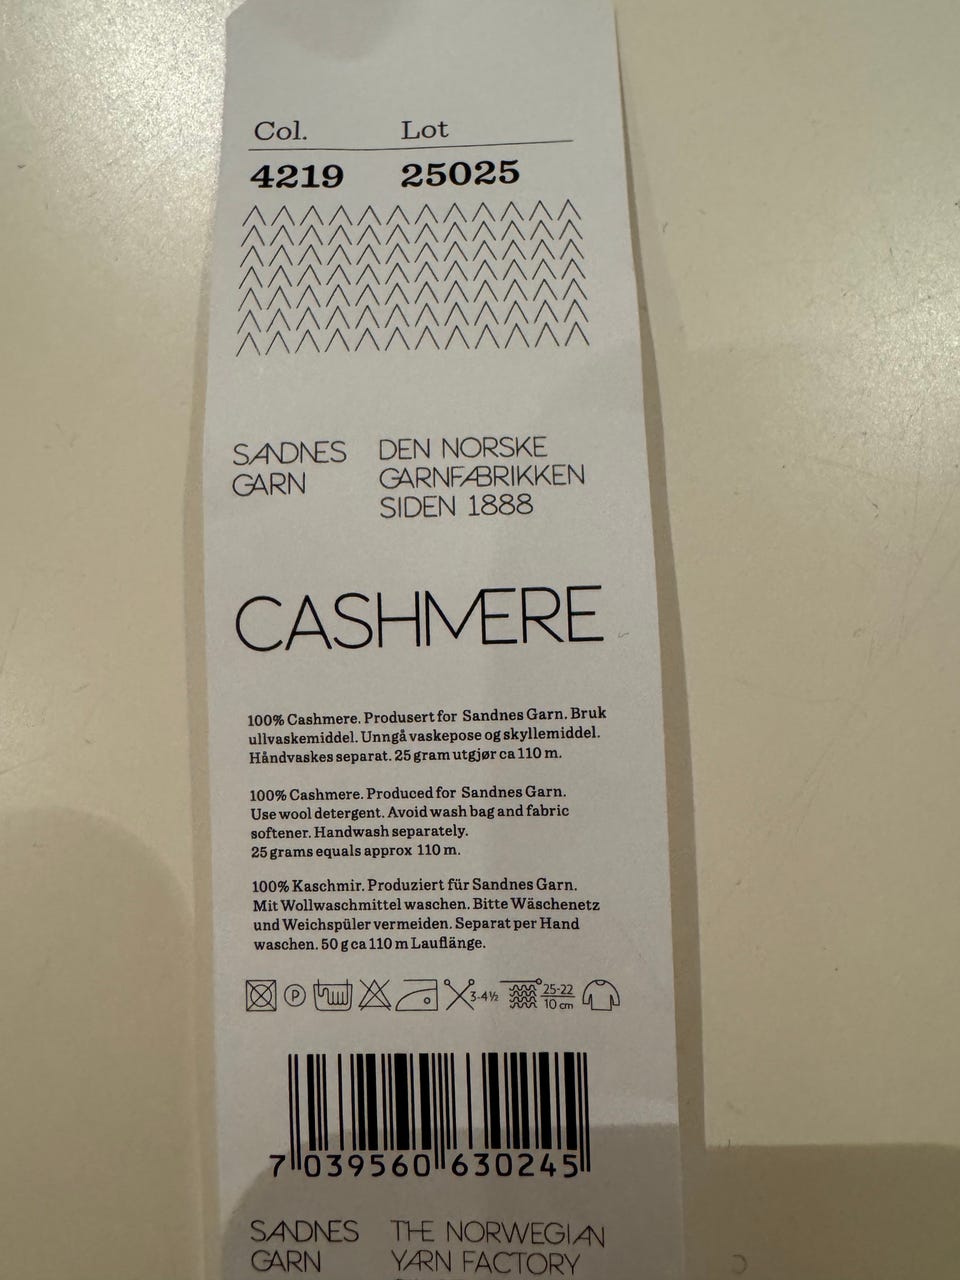 Col. Lot
4219 25025
SANDNES GARN
DEN NORSKE
GARNFABRIKKEN
SIDEN 1888
CASHMERE
100% Cashmere. Produsert for Sandnes Garn. Bruk
ullvaskemiddel. Unngå vaskepose og skyllemiddel.
Håndvaskes separat. 25 gram utgjør ca 110 m.
100% Cashmere. Produced for Sandnes Garn.
Use wool detergent. Avoid wash bag and fabric
softener. Handwash separately.
25 grams equals approx 110 m.
100% Kaschmir. Produziert für Sandnes Garn.
Mit Wollwaschmittel waschen. Bitte Wäschenetz
und Weichspüler vermeiden. Separat per Hand
waschen. 50 g ca 110 m Lauflänge.
P 3-4½ 25-22
10 cm
7 039560 630245
SANDNES GARN
THE NORWEGIAN
YARN FACTORY